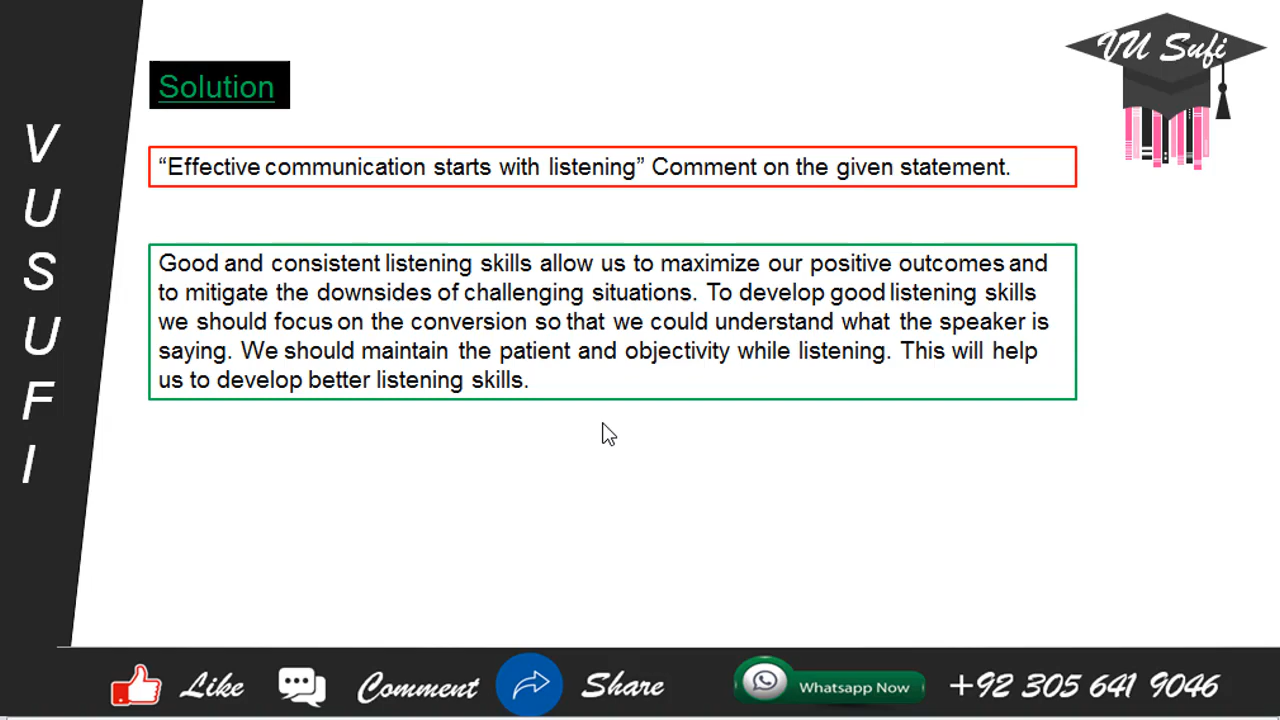 VU Sufi
Solution
“Effective communication starts with listening” Comment on the given statement.
Good and consistent listening skills allow us to maximize our positive outcomes and
to mitigate the downsides of challenging situations. To develop good listening skills
we should focus on the conversion so that we could understand what the speaker is
saying. We should maintain the patient and objectivity while listening. This will help
us to develop better listening skills.
V
U
S
U
F
I
Like
Comment
Share
Whatsapp Now
+92 305 641 9046